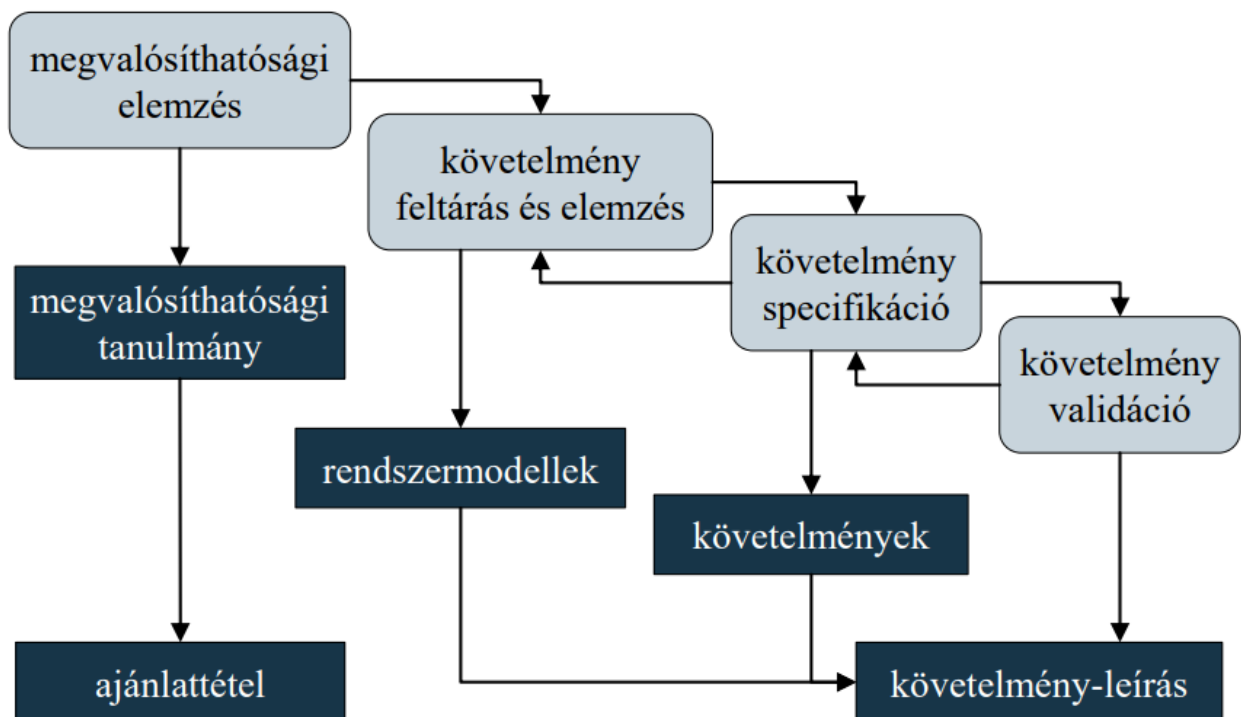 megvalósíthatósági
elemzés
követelmény
feltárás és elemzés
követelmény
specifikáció
követelmény
validáció
megvalósíthatósági
tanulmány
rendszermodellek
követelmények
ajánlattétel
követelmény-leírás